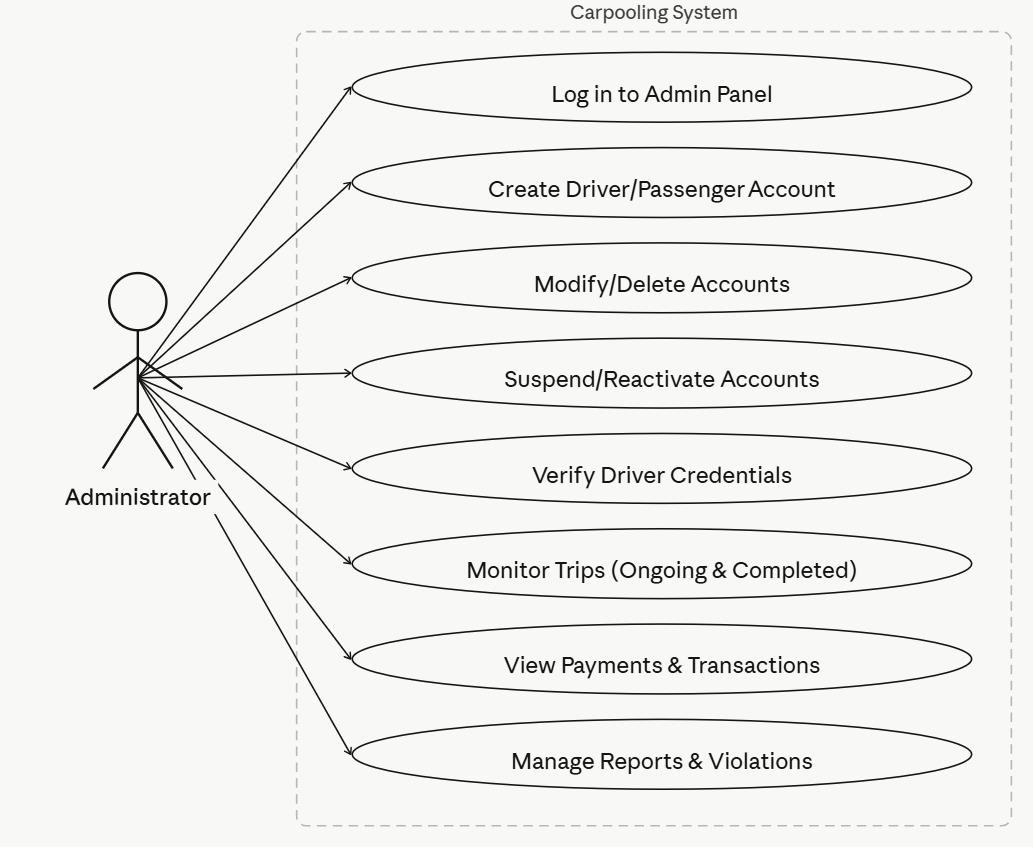 Carpooling System
Log in to Admin Panel
Create Driver/Passenger Account
Modify/Delete Accounts
Suspend/Reactivate Accounts
Verify Driver Credentials
Administrator
Monitor Trips (Ongoing & Completed)
View Payments & Transactions
Manage Reports & Violations